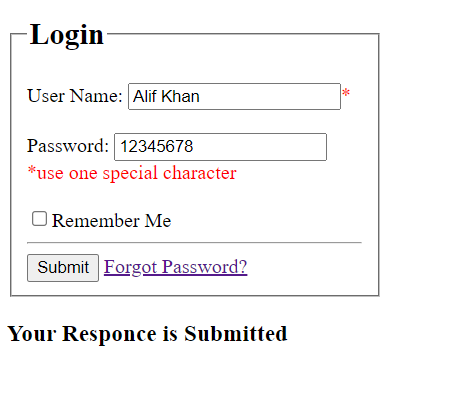 Login
User Name: Alif Khan*
Password: 12345678
*use one special character
Remember Me
Submit Forgot Password?
Your Responce is Submitted